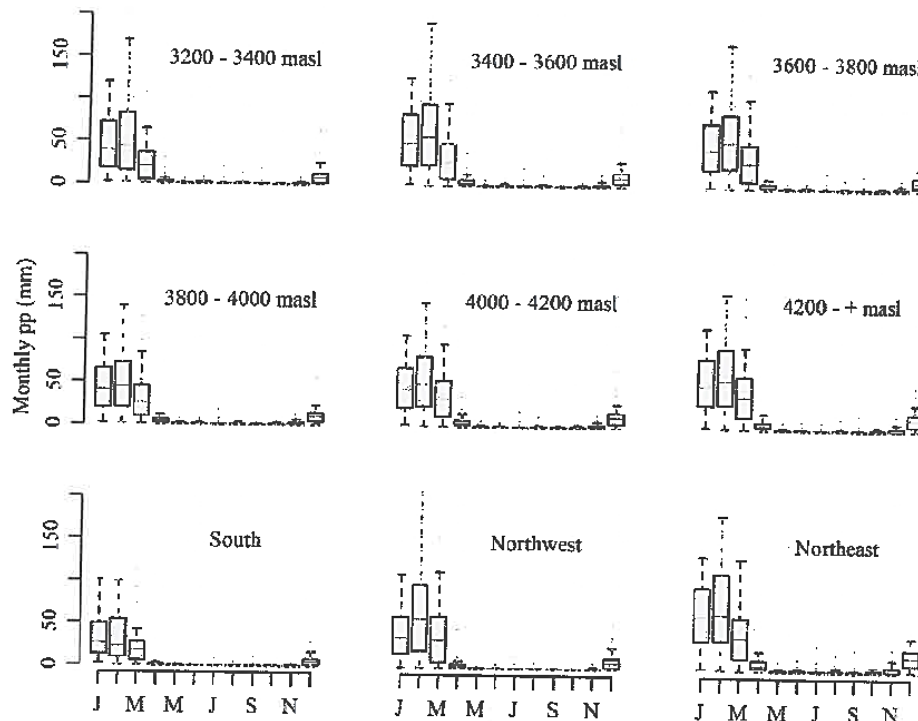 150
50
0
3200 - 3400 masl
3400 - 3600 masl
3600 - 3800 masl
Monthly pp (mm)
150
50
0
3800 - 4000 masl
4000 - 4200 masl
4200 - + masl
150
50
0
South
Northwest
Northeast
J M M J S N
J M M J S N
J M M J S N